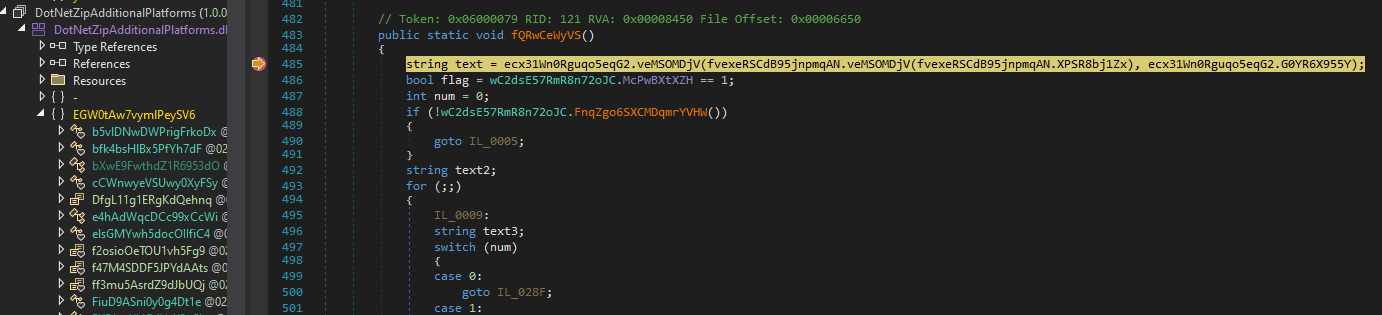 DotNetZipAdditionalPlatforms (1.0.0
DotNetZipAdditionalPlatforms.dl
Type References
References
Resources
{ } -
{ } EGW0tAw7vymIPeySV6
b5vIDNwDWPrigFrkoDx @
bfk4bsHIBx5PfYh7dF @02
bXwE9FwthdZ1R6953dO @
cCWnwyeVSUwy0XyFSy @
DfgL11g1ERgKdQehnq @
e4hAdWqcDCc99xCcWi @
elsGMYwh5docOIlfiC4 @
f2osioOeTOU1vh5Fg9 @02
f47M4SDDF5JPYdAAts @02
ff3mu5AsrdZ9dJbUQj @02
FiuD9ASni0y0g4Dt1e @02
481
482 // Token: 0x06000079 RID: 121 RVA: 0x00008450 File Offset: 0x00006650
483 public static void fQRwCeWyVS()
484 {
485 string text = ecx31Wn0Rguqo5eqG2.veMSOMDjV(fvexeRSCdB95jnpmqAN.veMSOMDjV(fvexeRSCdB95jnpmqAN.XPSR8bj1Zx), ecx31Wn0Rguqo5eqG2.G0YR6X955Y);
486 bool flag = wC2dsE57RmR8n72oJC.McPwBXtXZH == 1;
487 int num = 0;
488 if (!wC2dsE57RmR8n72oJC.FnqZgo6SXCMDqmrYVHW())
489 {
490 goto IL_0005;
491 }
492 string text2;
493 for (;;)
494 {
495 IL_0009:
496 string text3;
497 switch (num)
498 {
499 case 0:
500 goto IL_028F;
501 case 1: